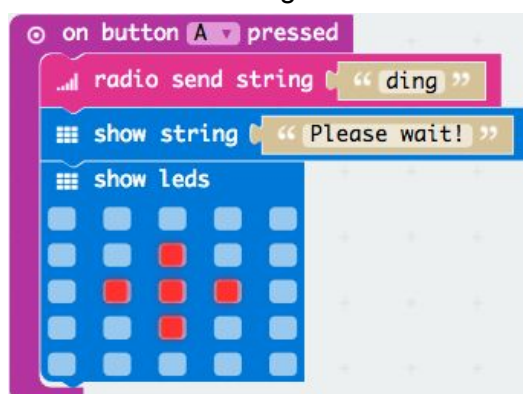 on button A pressed
radio send string “ ding ”
show string “ Please wait! ”
show leds